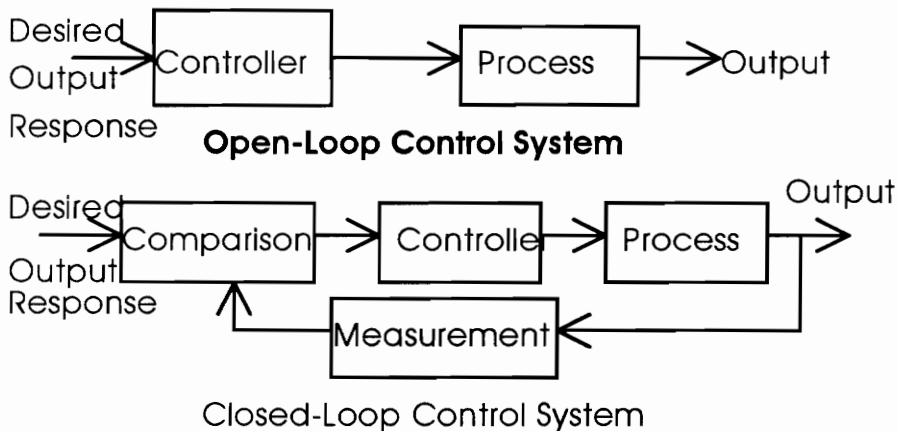 Desired
Output
Response
Controller
Process
Output
Open-Loop Control System
Desired
Output
Response
Comparison
Controller
Process
Output
Measurement
Closed-Loop Control System